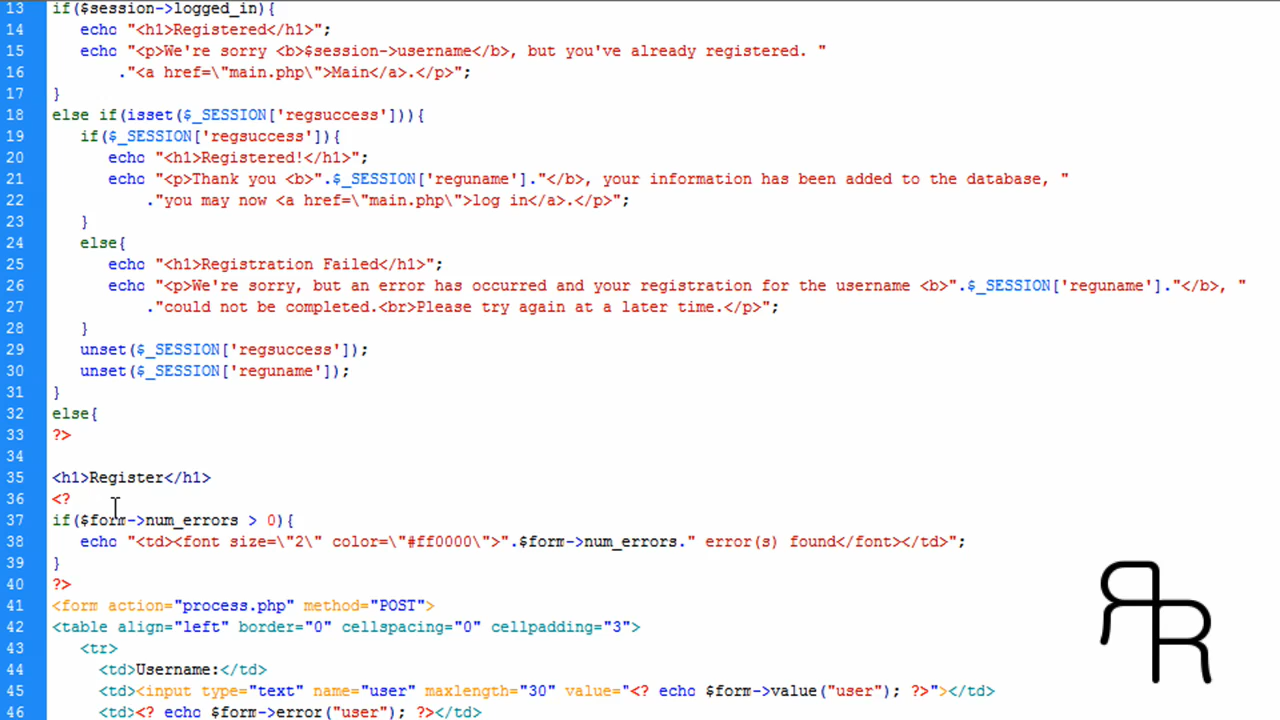 13 if($session->logged_in){
14 echo "<h1>Registered</h1>";
15 echo "<p>We're sorry <b>$session->username</b>, but you've already registered. "
16 ."<a href=\"main.php\">Main</a>.</p>";
17 }
18 else if(isset($_SESSION['regsuccess'])){
19 if($_SESSION['regsuccess']){
20 echo "<h1>Registered!</h1>";
21 echo "<p>Thank you <b>".$_SESSION['reguname']."</b>, your information has been added to the database, "
22 ."you may now <a href=\"main.php\">log in</a>.</p>";
23 }
24 else{
25 echo "<h1>Registration Failed</h1>";
26 echo "<p>We're sorry, but an error has occurred and your registration for the username <b>".$_SESSION['reguname']."</b>, "
27 ."could not be completed.<br>Please try again at a later time.</p>";
28 }
29 unset($_SESSION['regsuccess']);
30 unset($_SESSION['reguname']);
31 }
32 else{
33 ?>
34
35 <h1>Register</h1>
36 <?
37 if($form->num_errors > 0){
38 echo "<td><font size=\"2\" color=\"#ff0000\">".$form->num_errors." error(s) found</font></td>";
39 }
40 ?>
41 <form action="process.php" method="POST">
42 <table align="left" border="0" cellspacing="0" cellpadding="3">
43 <tr>
44 <td>Username:</td>
45 <td><input type="text" name="user" maxlength="30" value="<? echo $form->value("user"); ?>"></td>
46 <td><? echo $form->error("user"); ?></td>